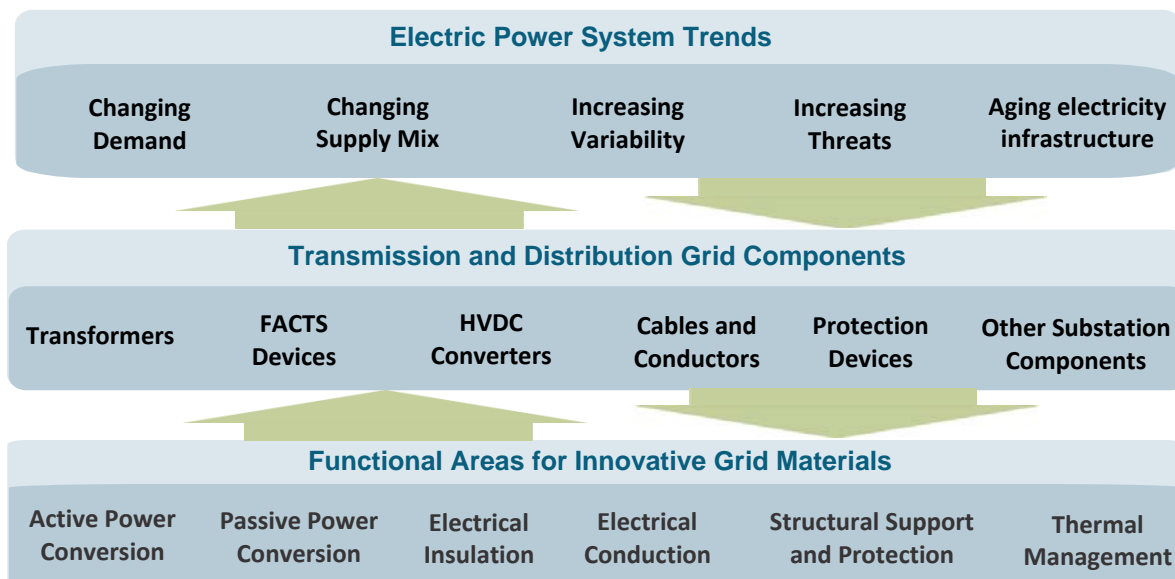 Electric Power System Trends
Changing
Demand
Changing
Supply Mix
Increasing
Variability
Increasing
Threats
Aging electricity
infrastructure
Transmission and Distribution Grid Components
Transformers
FACTS
Devices
HVDC
Converters
Cables and
Conductors
Protection
Devices
Other Substation
Components
Functional Areas for Innovative Grid Materials
Active Power
Conversion
Passive Power
Conversion
Electrical
Insulation
Electrical
Conduction
Structural Support
and Protection
Thermal
Management